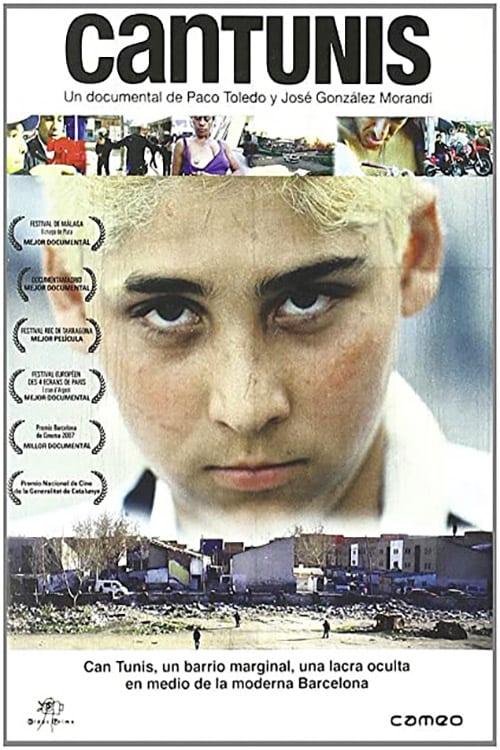 canTUNIS
Un documental de Paco Toledo y José González Morandi
FESTIVAL DE MÁLAGA
Biznaga de Plata
MEJOR DOCUMENTAL
DOCUMENTAMADRID
MEJOR DOCUMENTAL
FESTIVAL REC DE TARRAGONA
MEJOR PELÍCULA
FESTIVAL EUROPÉEN
DES 4 ECRANS DE PARIS
Ecran d'Argent
MEJOR DOCUMENTAL
Premio Barcelona
de Cinema 2007
MILLOR DOCUMENTAL
Premio Nacional de Cine
de la Generalitat de Catalunya
Can Tunis, un barrio marginal, una lacra oculta
en medio de la moderna Barcelona
cameo